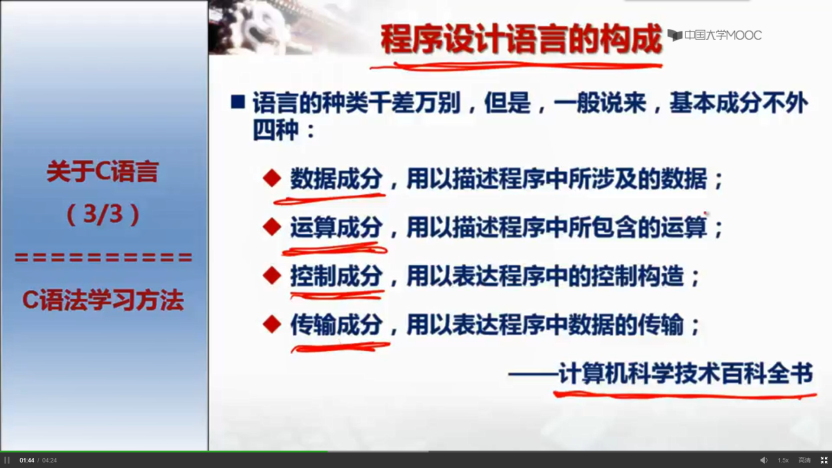 程序设计语言的构成
中国大学MOOC
语言的种类千差万别，但是，一般说来，基本成分不外
四种：
数据成分，用以描述程序中所涉及的数据；
运算成分，用以描述程序中所包含的运算；
控制成分，用以表达程序中的控制构造；
传输成分，用以表达程序中数据的传输；
——计算机科学技术百科全书
关于C语言
（3/3）
==========
C语法学习方法
01:44 / 04:24
1.5x
高清